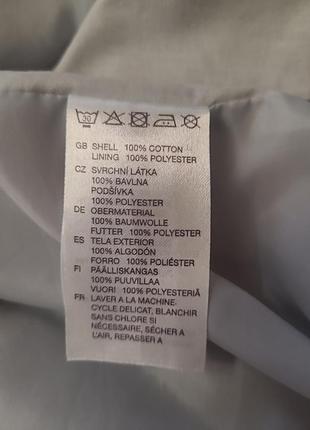 30
GB SHELL 100% COTTON
LINING 100% POLYESTER
CZ SVRCHNÍ LÁTKA
100% BAVLNA
PODŠÍVKA
100% POLYESTER
DE OBERMATERIAL
100% BAUMWOLLE
FUTTER 100% POLYESTER
ES TELA EXTERIOR
100% ALGODÓN
FORRO 100% POLIÉSTER
FI PÄÄLLISKANGAS
100% PUUVILLAA
VUORI 100% POLYESTERIÄ
FR LAVER A LA MACHINE,
CYCLE DELICAT, BLANCHIR
SANS CHLORE SI
NÉCESSAIRE, SÉCHER A
L'AIR, REPASSER A